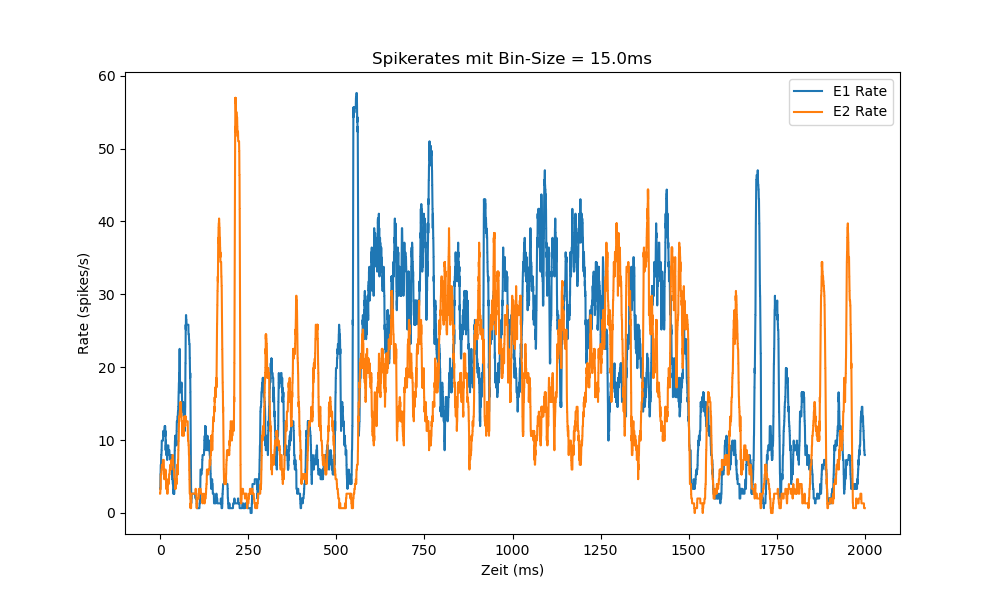 Spikerates mit Bin-Size = 15.0ms
E1 Rate
E2 Rate
60
50
40
30
20
10
0
Rate (spikes/s)
0 250 500 750 1000 1250 1500 1750 2000
Zeit (ms)